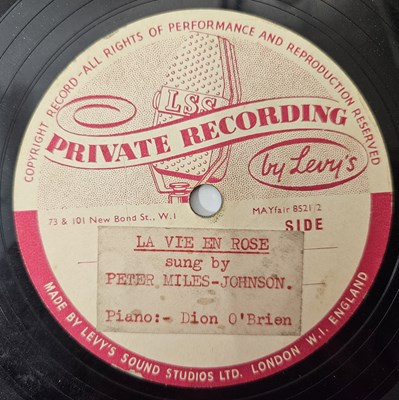 COPYRIGHT RECORD-ALL RIGHTS OF PERFORMANCE AND REPRODUCTION RESERVED
LSS
PRIVATE RECORDING
by Levy's
73 & 101 New Bond St., W.1
MAYfair 8521/2
SIDE
LA VIE EN ROSE
sung by
PETER MILES-JOHNSON.
Piano:- Dion O'Brien
MADE BY LEVY'S SOUND STUDIOS LTD. LONDON W.I. ENGLAND